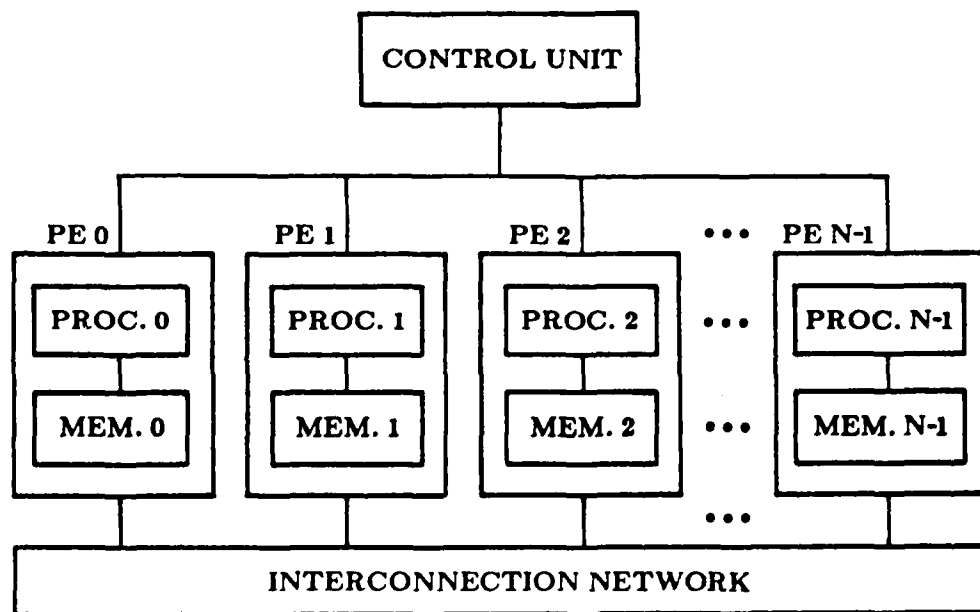 CONTROL UNIT
PE 0 PE 1 PE 2 ••• PE N-1
PROC. 0 PROC. 1 PROC. 2 ••• PROC. N-1
MEM. 0 MEM. 1 MEM. 2 ••• MEM. N-1
•••
INTERCONNECTION NETWORK